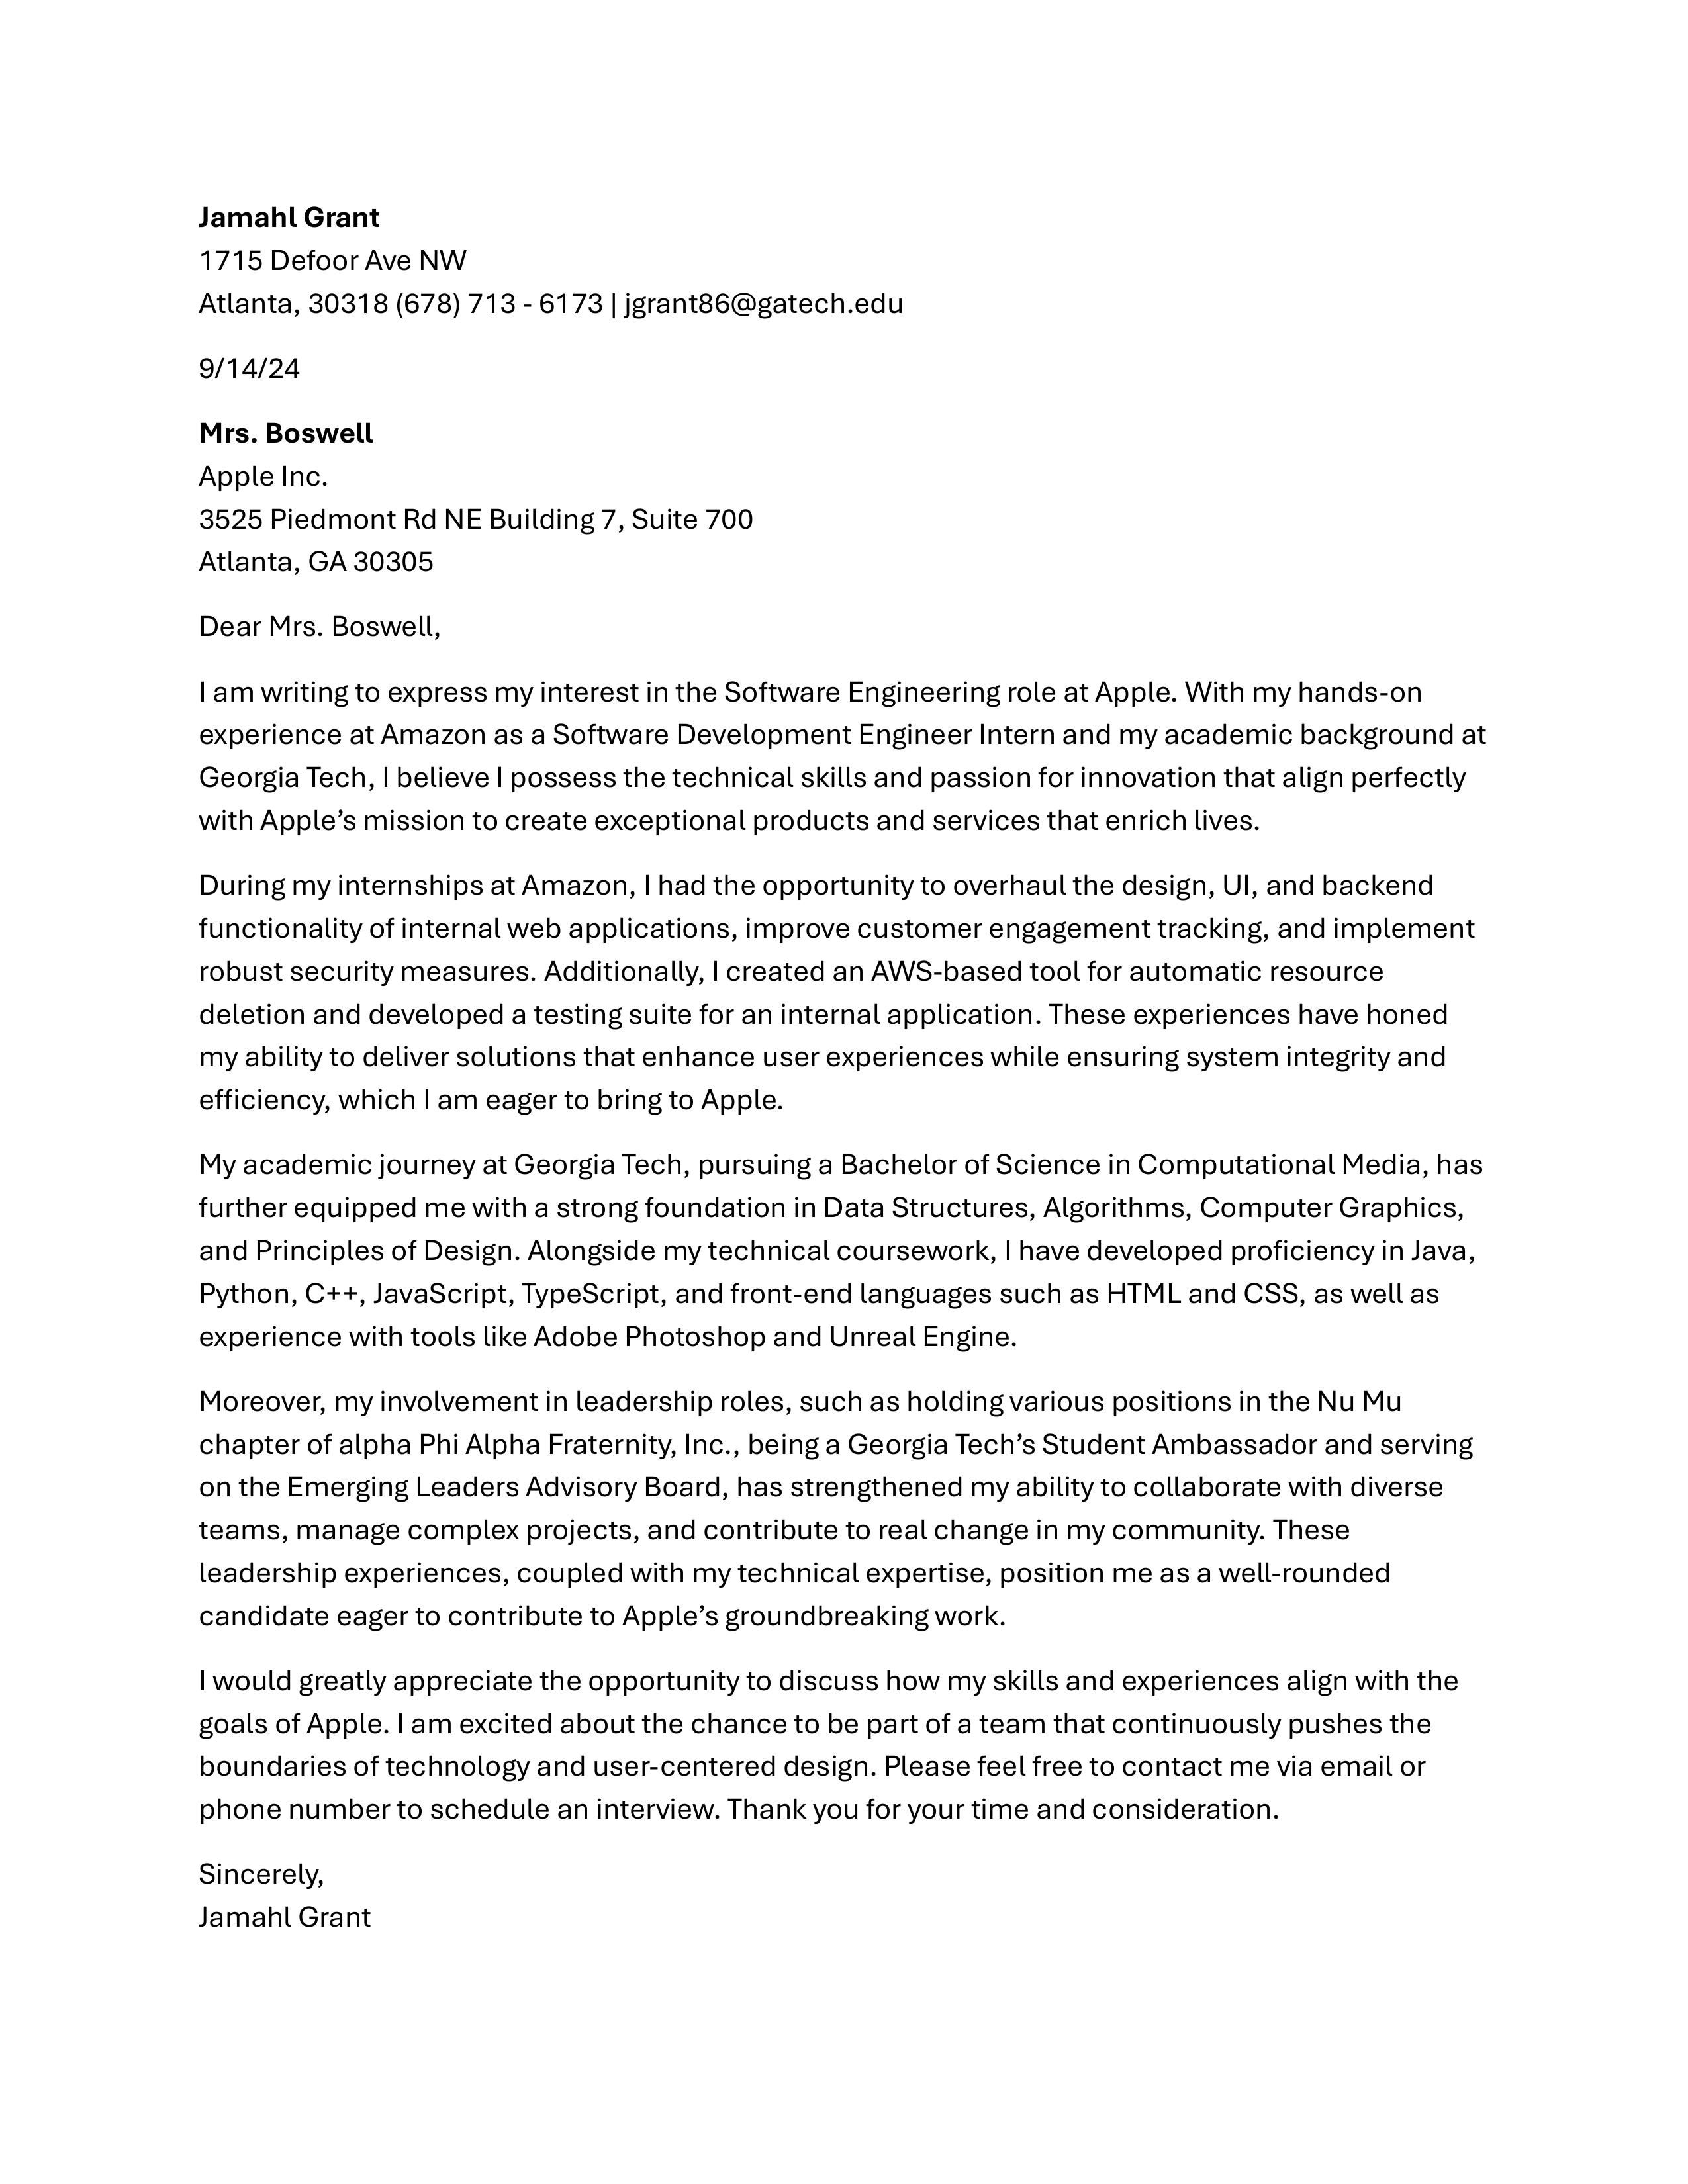 Jamahl Grant
1715 Defoor Ave NW
Atlanta, 30318 (678) 713 - 6173 | jgrant86@gatech.edu
9/14/24
Mrs. Boswell
Apple Inc.
3525 Piedmont Rd NE Building 7, Suite 700
Atlanta, GA 30305
Dear Mrs. Boswell,
I am writing to express my interest in the Software Engineering role at Apple. With my hands-on
experience at Amazon as a Software Development Engineer Intern and my academic background at
Georgia Tech, I believe I possess the technical skills and passion for innovation that align perfectly
with Apple’s mission to create exceptional products and services that enrich lives.
During my internships at Amazon, I had the opportunity to overhaul the design, UI, and backend
functionality of internal web applications, improve customer engagement tracking, and implement
robust security measures. Additionally, I created an AWS-based tool for automatic resource
deletion and developed a testing suite for an internal application. These experiences have honed
my ability to deliver solutions that enhance user experiences while ensuring system integrity and
efficiency, which I am eager to bring to Apple.
My academic journey at Georgia Tech, pursuing a Bachelor of Science in Computational Media, has
further equipped me with a strong foundation in Data Structures, Algorithms, Computer Graphics,
and Principles of Design. Alongside my technical coursework, I have developed proficiency in Java,
Python, C++, JavaScript, TypeScript, and front-end languages such as HTML and CSS, as well as
experience with tools like Adobe Photoshop and Unreal Engine.
Moreover, my involvement in leadership roles, such as holding various positions in the Nu Mu
chapter of alpha Phi Alpha Fraternity, Inc., being a Georgia Tech’s Student Ambassador and serving
on the Emerging Leaders Advisory Board, has strengthened my ability to collaborate with diverse
teams, manage complex projects, and contribute to real change in my community. These
leadership experiences, coupled with my technical expertise, position me as a well-rounded
candidate eager to contribute to Apple’s groundbreaking work.
I would greatly appreciate the opportunity to discuss how my skills and experiences align with the
goals of Apple. I am excited about the chance to be part of a team that continuously pushes the
boundaries of technology and user-centered design. Please feel free to contact me via email or
phone number to schedule an interview. Thank you for your time and consideration.
Sincerely,
Jamahl Grant